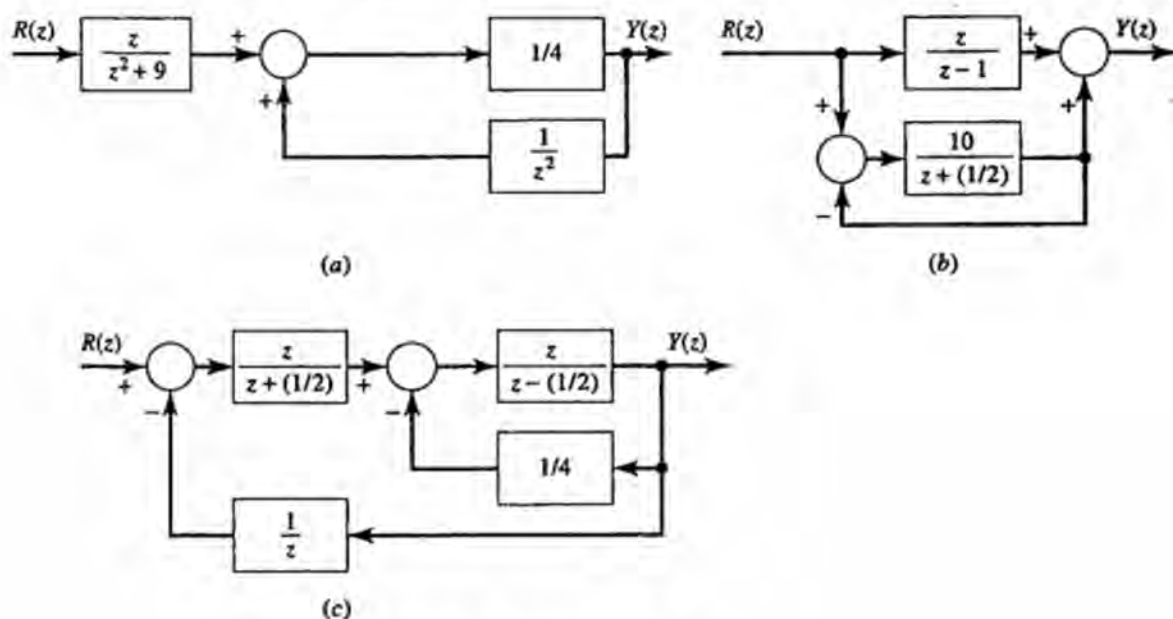 R(z)
z
z² + 9
+
+
1/4
Y(z)
1
z²
(a)
R(z)
z
z − 1
+
Y(z)
+
+
10
z + (1/2)
−
(b)
R(z)
+
−
z
z + (1/2)
+
−
z
z − (1/2)
Y(z)
1/4
1
z
(c)